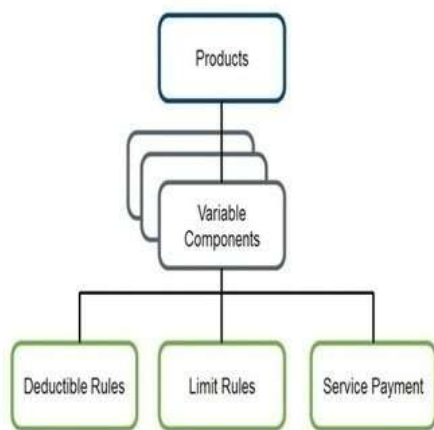 Products
Variable
Components
Deductible Rules
Limit Rules
Service Payment